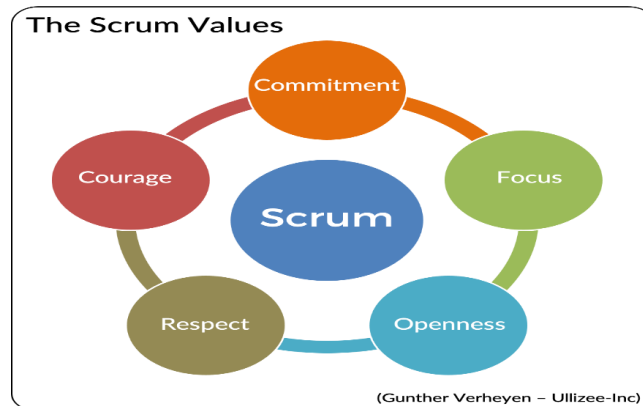 The Scrum Values
Commitment
Courage
Focus
Scrum
Respect
Openness
(Gunther Verheyen – Ullizee-Inc)